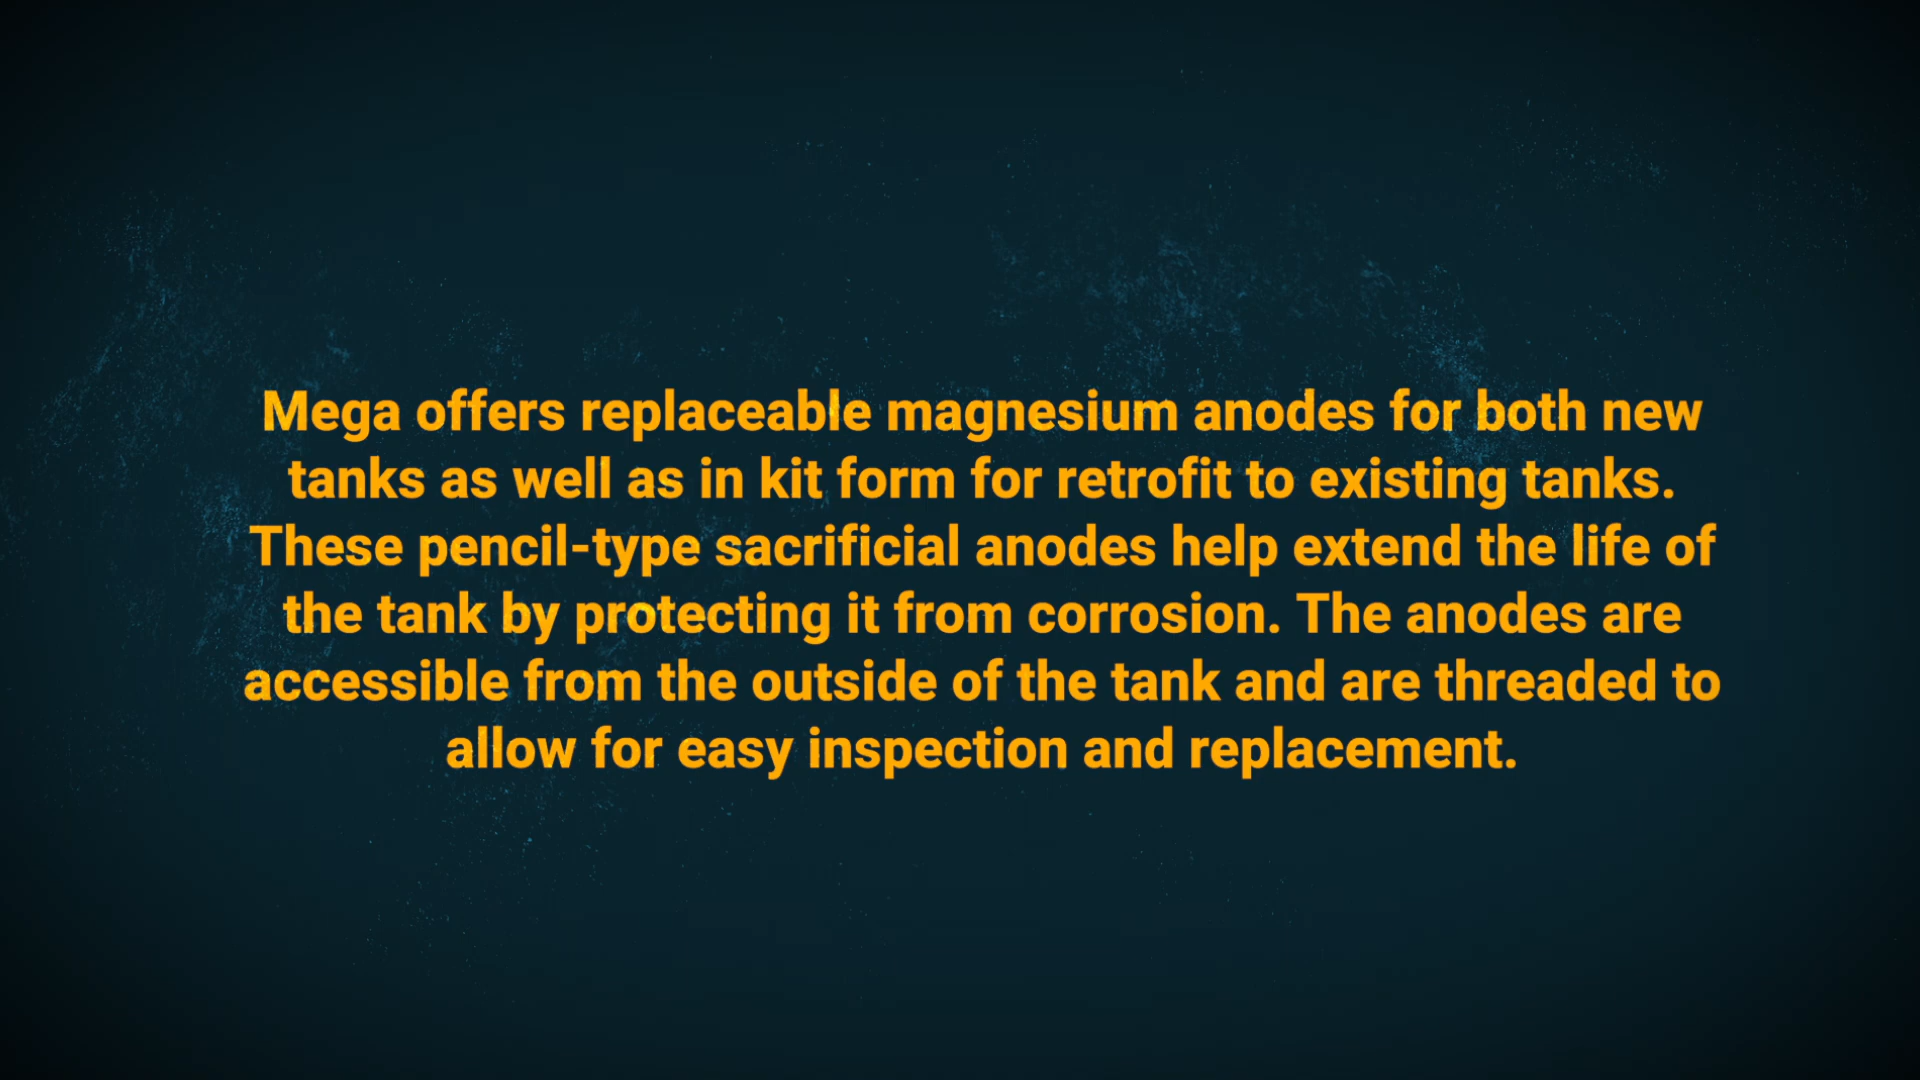 Mega offers replaceable magnesium anodes for both new
tanks as well as in kit form for retrofit to existing tanks.
These pencil-type sacrificial anodes help extend the life of
the tank by protecting it from corrosion. The anodes are
accessible from the outside of the tank and are threaded to
allow for easy inspection and replacement.